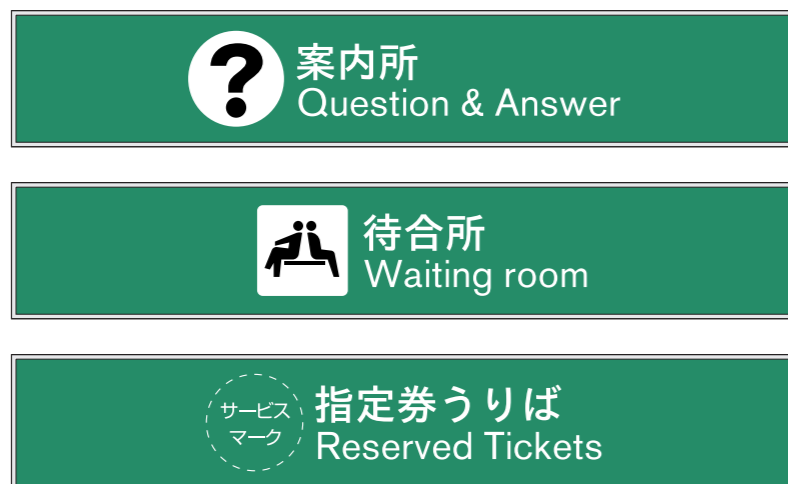 ?
案内所
Question & Answer
待合所
Waiting room
サービス
マーク
指定券うりば
Reserved Tickets